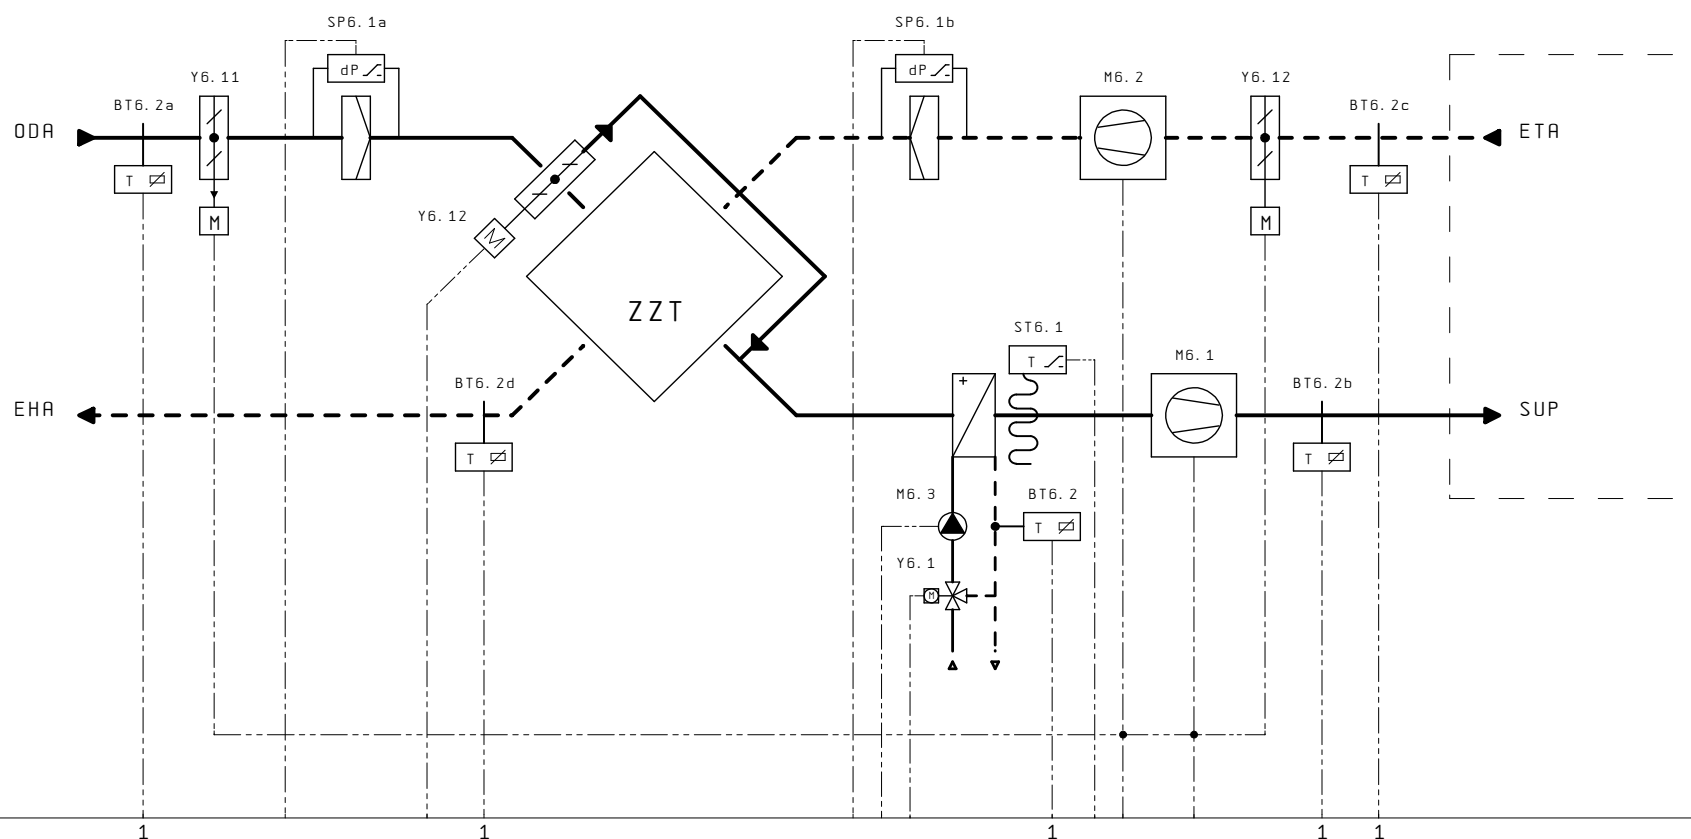 SP6.1a
SP6.1b
dP
dP
Y6.11
M6.2
Y6.12
BT6.2a
BT6.2c
ODA
ETA
T
T
M
M
Y6.12
M
ZZT
ST6.1
T
M6.1
BT6.2d
+
BT6.2b
EHA
SUP
T
T
M6.3
BT6.2
T
Y6.1
M
1
1
1
1
1